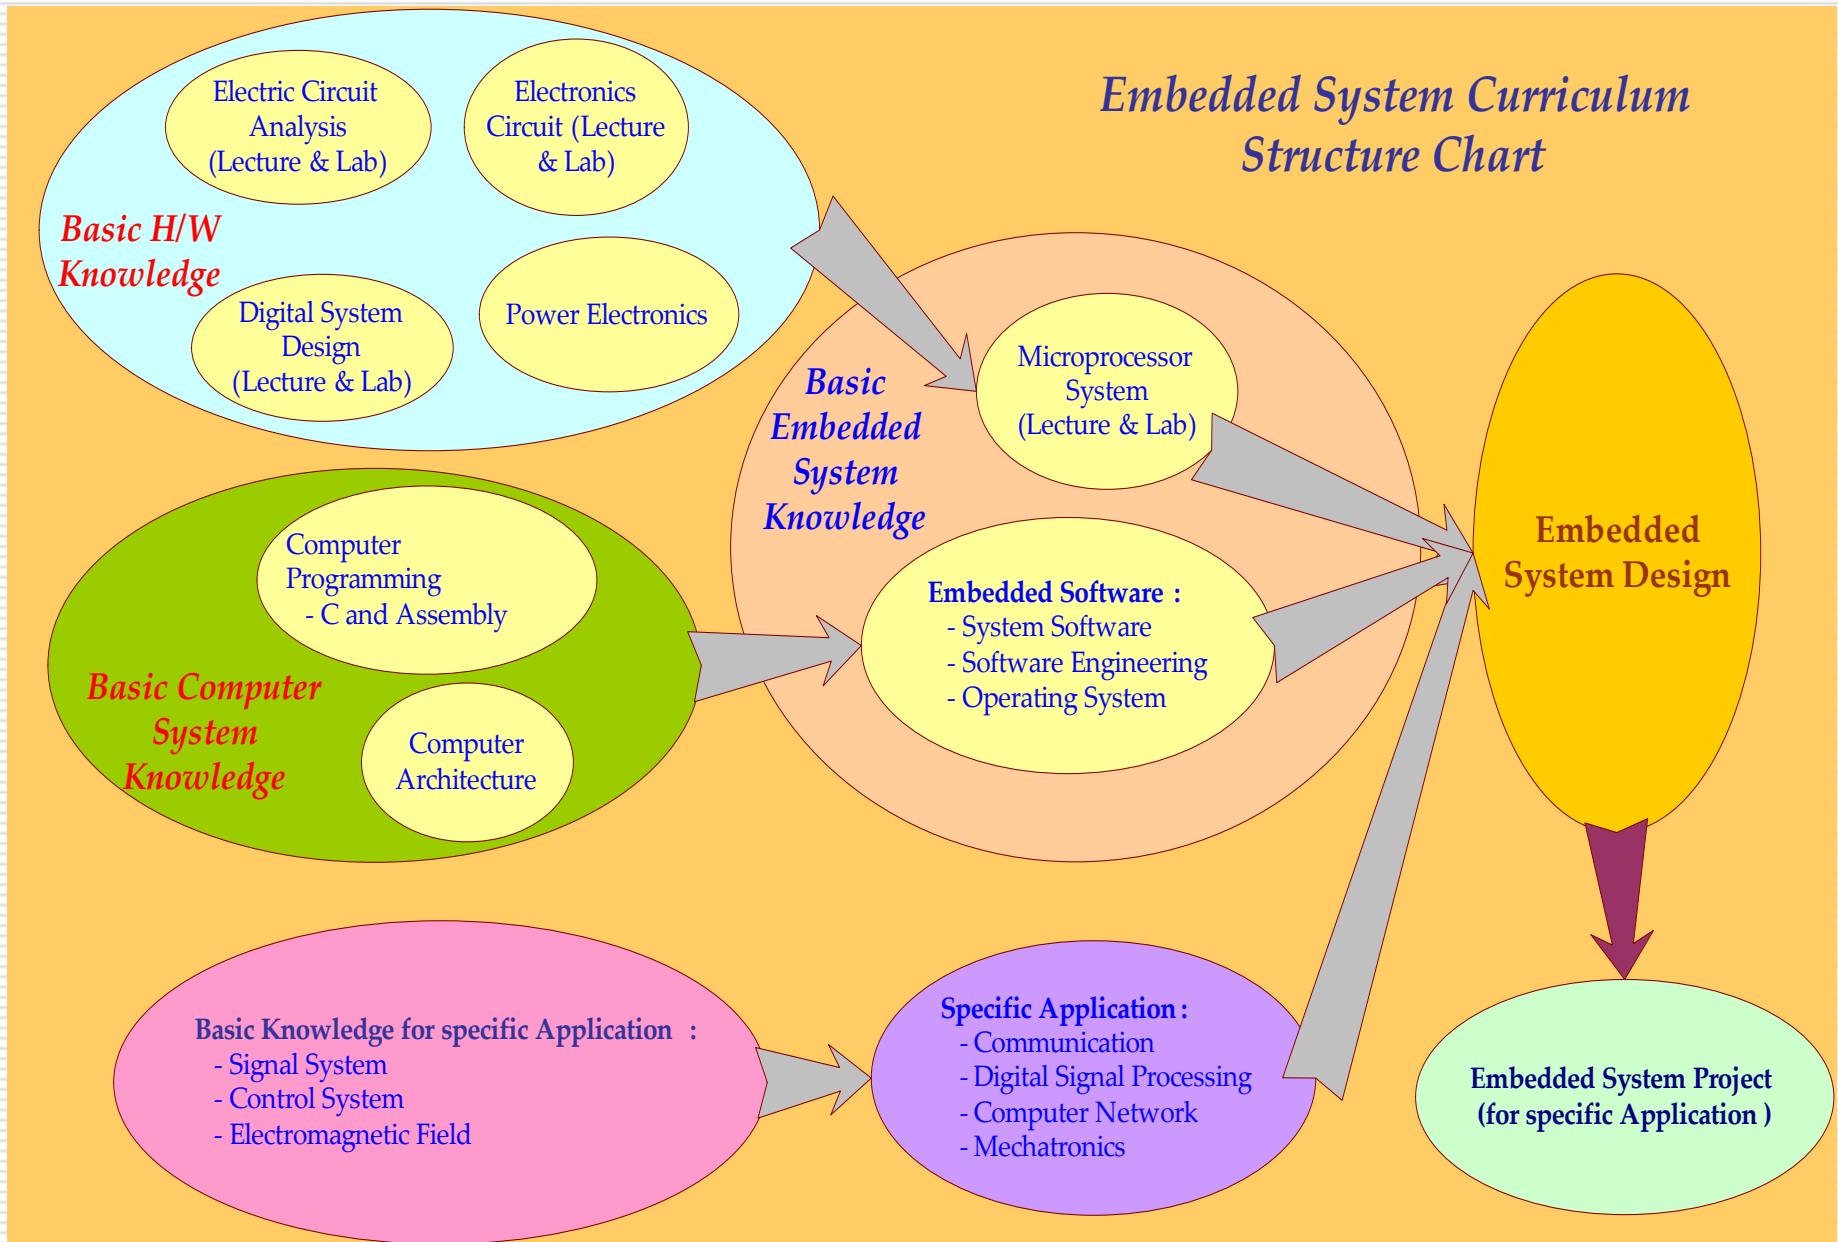 Embedded System Curriculum
Structure Chart
Electric Circuit
Analysis
(Lecture & Lab)
Electronics
Circuit (Lecture
& Lab)
Basic H/W
Knowledge
Digital System
Design
(Lecture & Lab)
Power Electronics
Basic
Embedded
System
Knowledge
Microprocessor
System
(Lecture & Lab)
Embedded Software :
- System Software
- Software Engineering
- Operating System
Computer
Programming
- C and Assembly
Basic Computer
System
Knowledge
Computer
Architecture
Embedded
System Design
Basic Knowledge for specific Application :
- Signal System
- Control System
- Electromagnetic Field
Specific Application :
- Communication
- Digital Signal Processing
- Computer Network
- Mechatronics
Embedded System Project
(for specific Application )